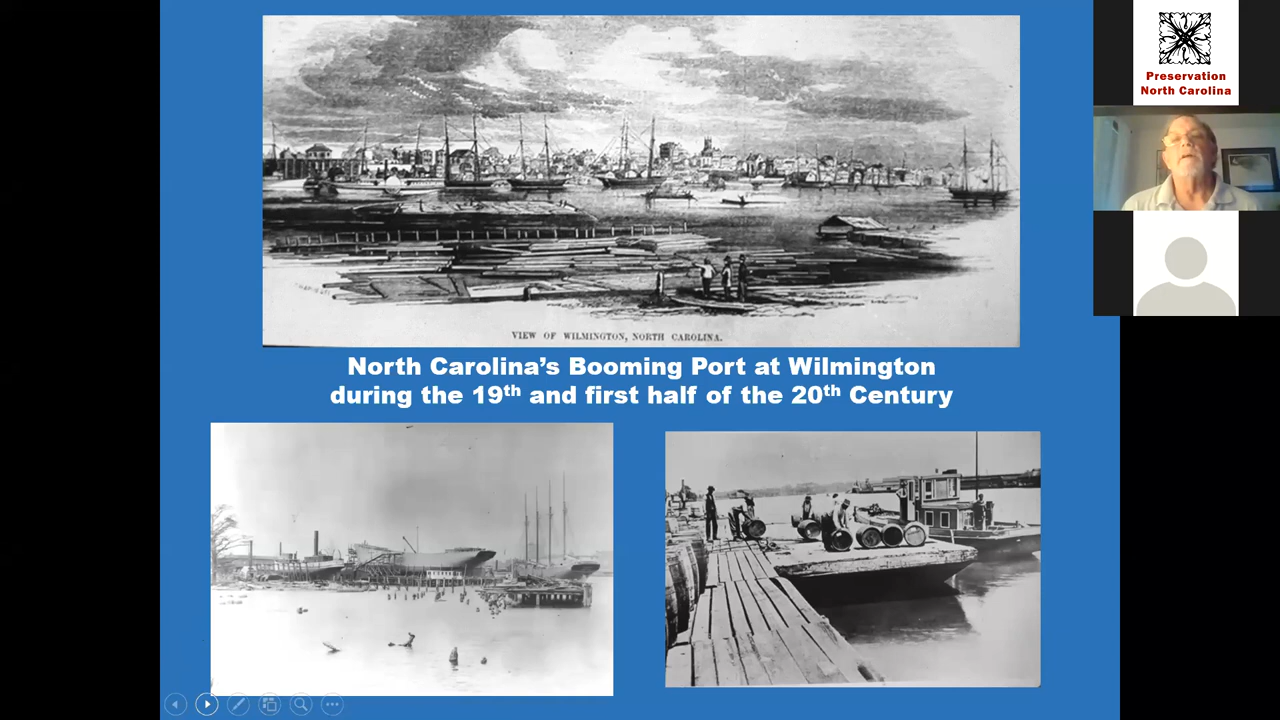 VIEW OF WILMINGTON, NORTH CAROLINA.
North Carolina’s Booming Port at Wilmington
during the 19th and first half of the 20th Century
Preservation
North Carolina